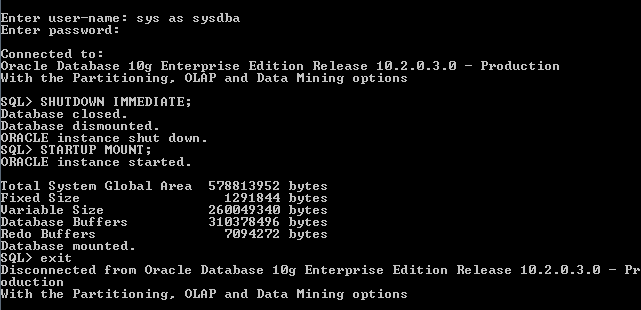 Enter user-name: sys as sysdba
Enter password:
Connected to:
Oracle Database 10g Enterprise Edition Release 10.2.0.3.0 - Production
With the Partitioning, OLAP and Data Mining options
SQL> SHUTDOWN IMMEDIATE;
Database closed.
Database dismounted.
ORACLE instance shut down.
SQL> STARTUP MOUNT;
ORACLE instance started.
Total System Global Area  578813952 bytes
Fixed Size                  1291844 bytes
Variable Size             260049340 bytes
Database Buffers          310378496 bytes
Redo Buffers                7094272 bytes
Database mounted.
SQL> exit
Disconnected from Oracle Database 10g Enterprise Edition Release 10.2.0.3.0 - Pr
oduction
With the Partitioning, OLAP and Data Mining options